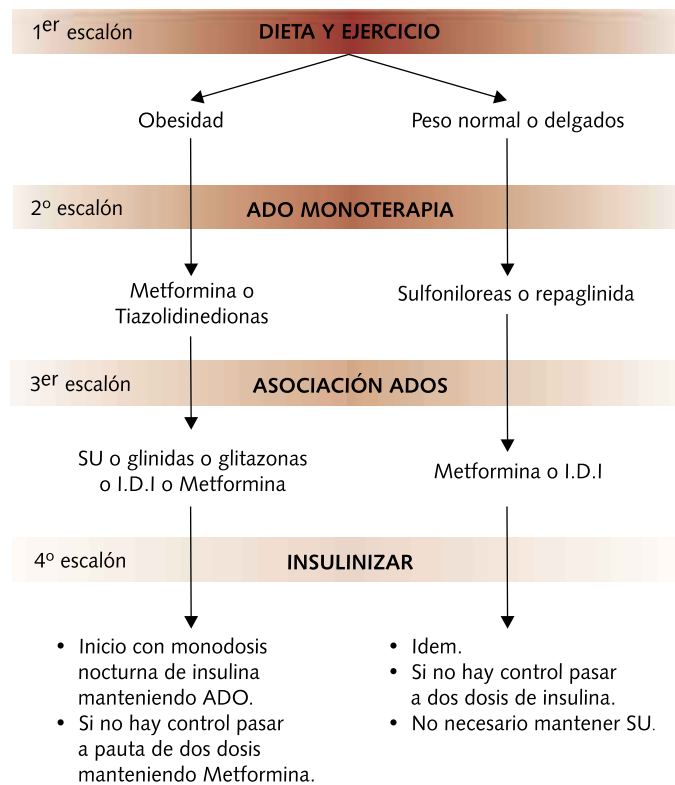 1er escalón DIETA Y EJERCICIO
Obesidad
Peso normal o delgados
2º escalón ADO MONOTERAPIA
Metformina o
Tiazolidinedionas
Sulfoniloreas o repaglinida
3er escalón ASOCIACIÓN ADOS
SU o glinidas o glitazonas
o I.D.I o Metformina
Metformina o I.D.I
4º escalón INSULINIZAR
• Inicio con monodosis
nocturna de insulina
manteniendo ADO.
• Si no hay control pasar
a pauta de dos dosis
manteniendo Metformina.
• Idem.
• Si no hay control pasar
a dos dosis de insulina.
• No necesario mantener SU.